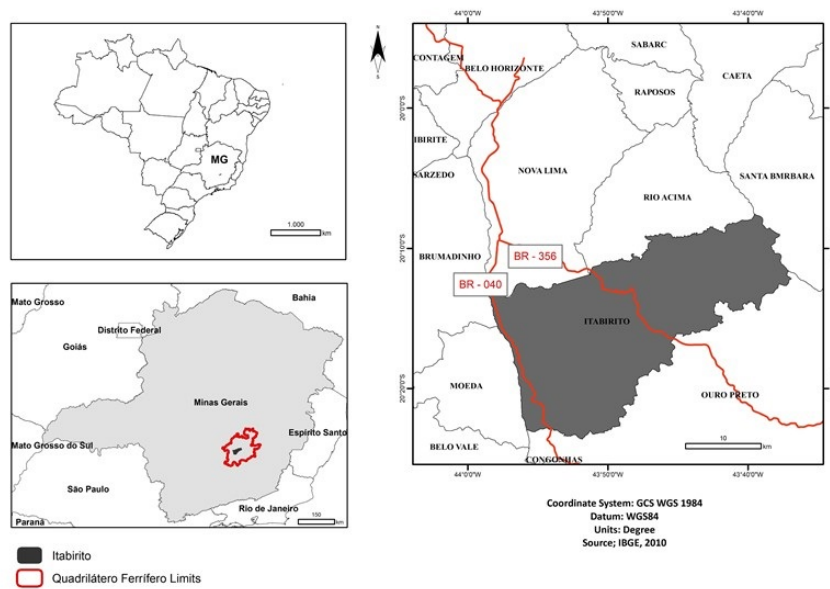 MG
1.000
km
Mato Grosso
Bahia
Distrito Federal
Goiás
Minas Gerais
Mato Grosso do Sul
Espírito Santo
São Paulo
Rio de Janeiro
Paraná
150
km
Itabirito
Quadrilátero Ferrífero Limits
44°0'0"W
43°50'0"W
43°40'0"W
CONTAGEM
SABARC
BELO HORIZONTE
CAETA
RAPOSOS
20°0'0"S
IBIRITE
SARZEDO
NOVA LIMA
SANTA BMRBARA
RIO ACIMA
20°10'0"S
BRUMADINHO
BR - 356
BR - 040
ITABIRITO
20°20'0"S
MOEDA
OURO PRETO
BELO VALE
10
km
CONGONHAS
44°0'0"W
43°50'0"W
43°40'0"W
Coordinate System: GCS WGS 1984
Datum: WGS84
Units: Degree
Source; IBGE, 2010